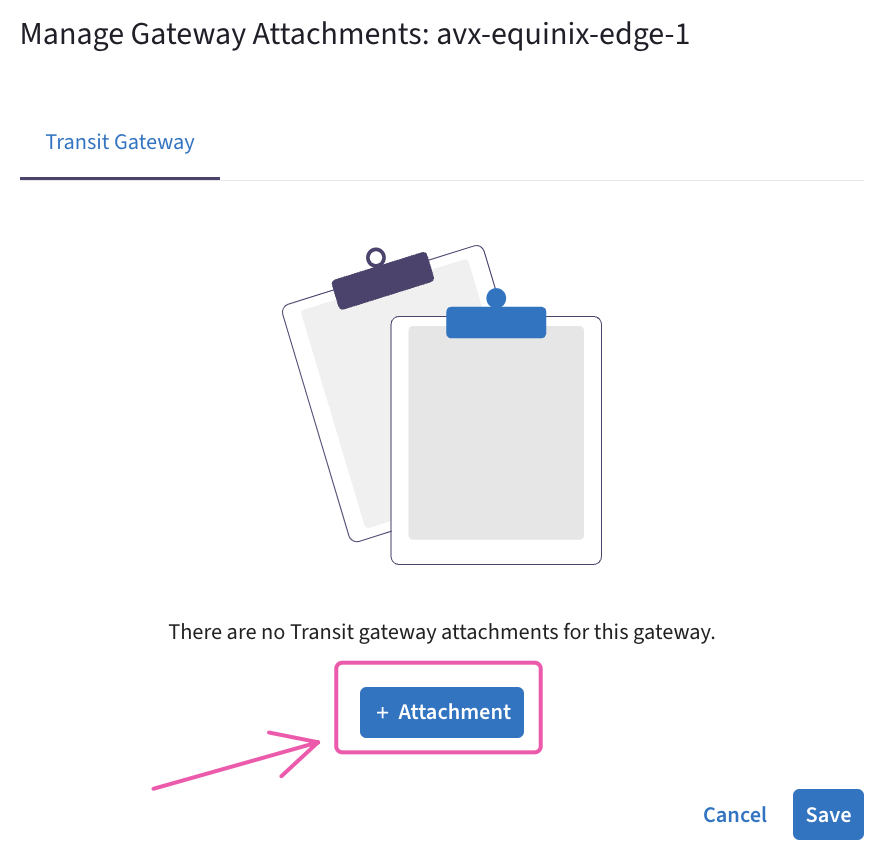 Manage Gateway Attachments: avx-equinix-edge-1
Transit Gateway
There are no Transit gateway attachments for this gateway.
+ Attachment
Cancel Save